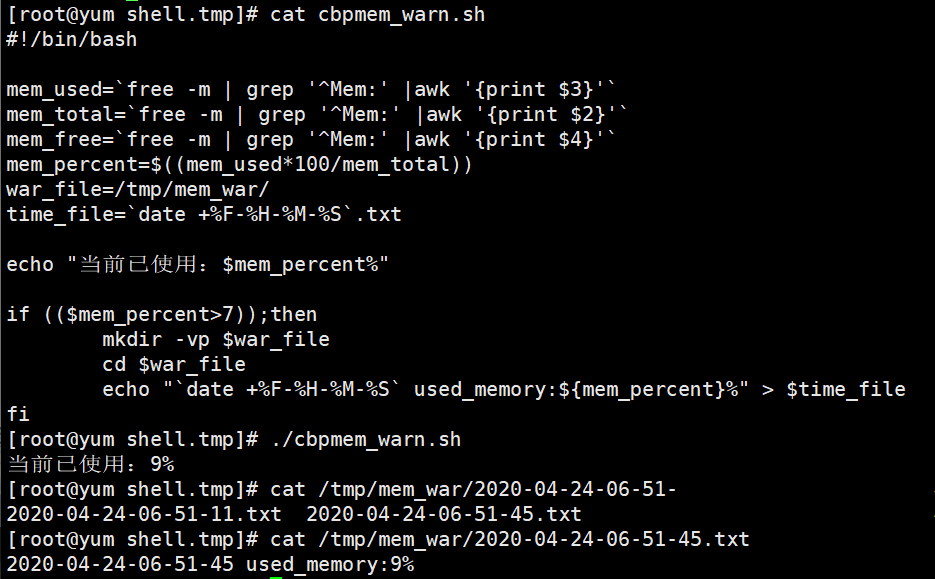 [root@yum shell.tmp]# cat cbpmem_warn.sh
#!/bin/bash
mem_used=`free -m | grep '^Mem:' |awk '{print $3}'`
mem_total=`free -m | grep '^Mem:' |awk '{print $2}'`
mem_free=`free -m | grep '^Mem:' |awk '{print $4}'`
mem_percent=$((mem_used*100/mem_total))
war_file=/tmp/mem_war/
time_file=`date +%F-%H-%M-%S`.txt
echo "当前已使用：$mem_percent%"
if (($mem_percent>7));then
        mkdir -vp $war_file
        cd $war_file
        echo "`date +%F-%H-%M-%S` used_memory:${mem_percent}%" > $time_file
fi
[root@yum shell.tmp]# ./cbpmem_warn.sh
当前已使用：9%
[root@yum shell.tmp]# cat /tmp/mem_war/2020-04-24-06-51-
2020-04-24-06-51-11.txt  2020-04-24-06-51-45.txt
[root@yum shell.tmp]# cat /tmp/mem_war/2020-04-24-06-51-45.txt
2020-04-24-06-51-45 used_memory:9%